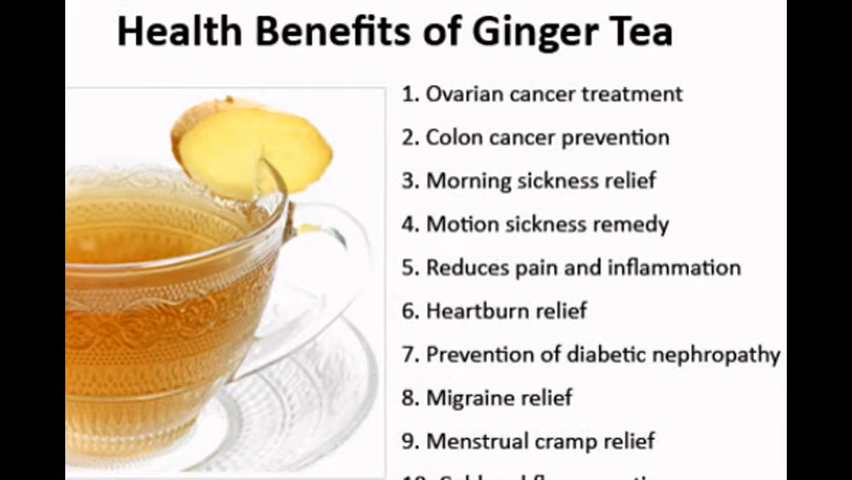 Health Benefits of Ginger Tea
1. Ovarian cancer treatment
2. Colon cancer prevention
3. Morning sickness relief
4. Motion sickness remedy
5. Reduces pain and inflammation
6. Heartburn relief
7. Prevention of diabetic nephropathy
8. Migraine relief
9. Menstrual cramp relief